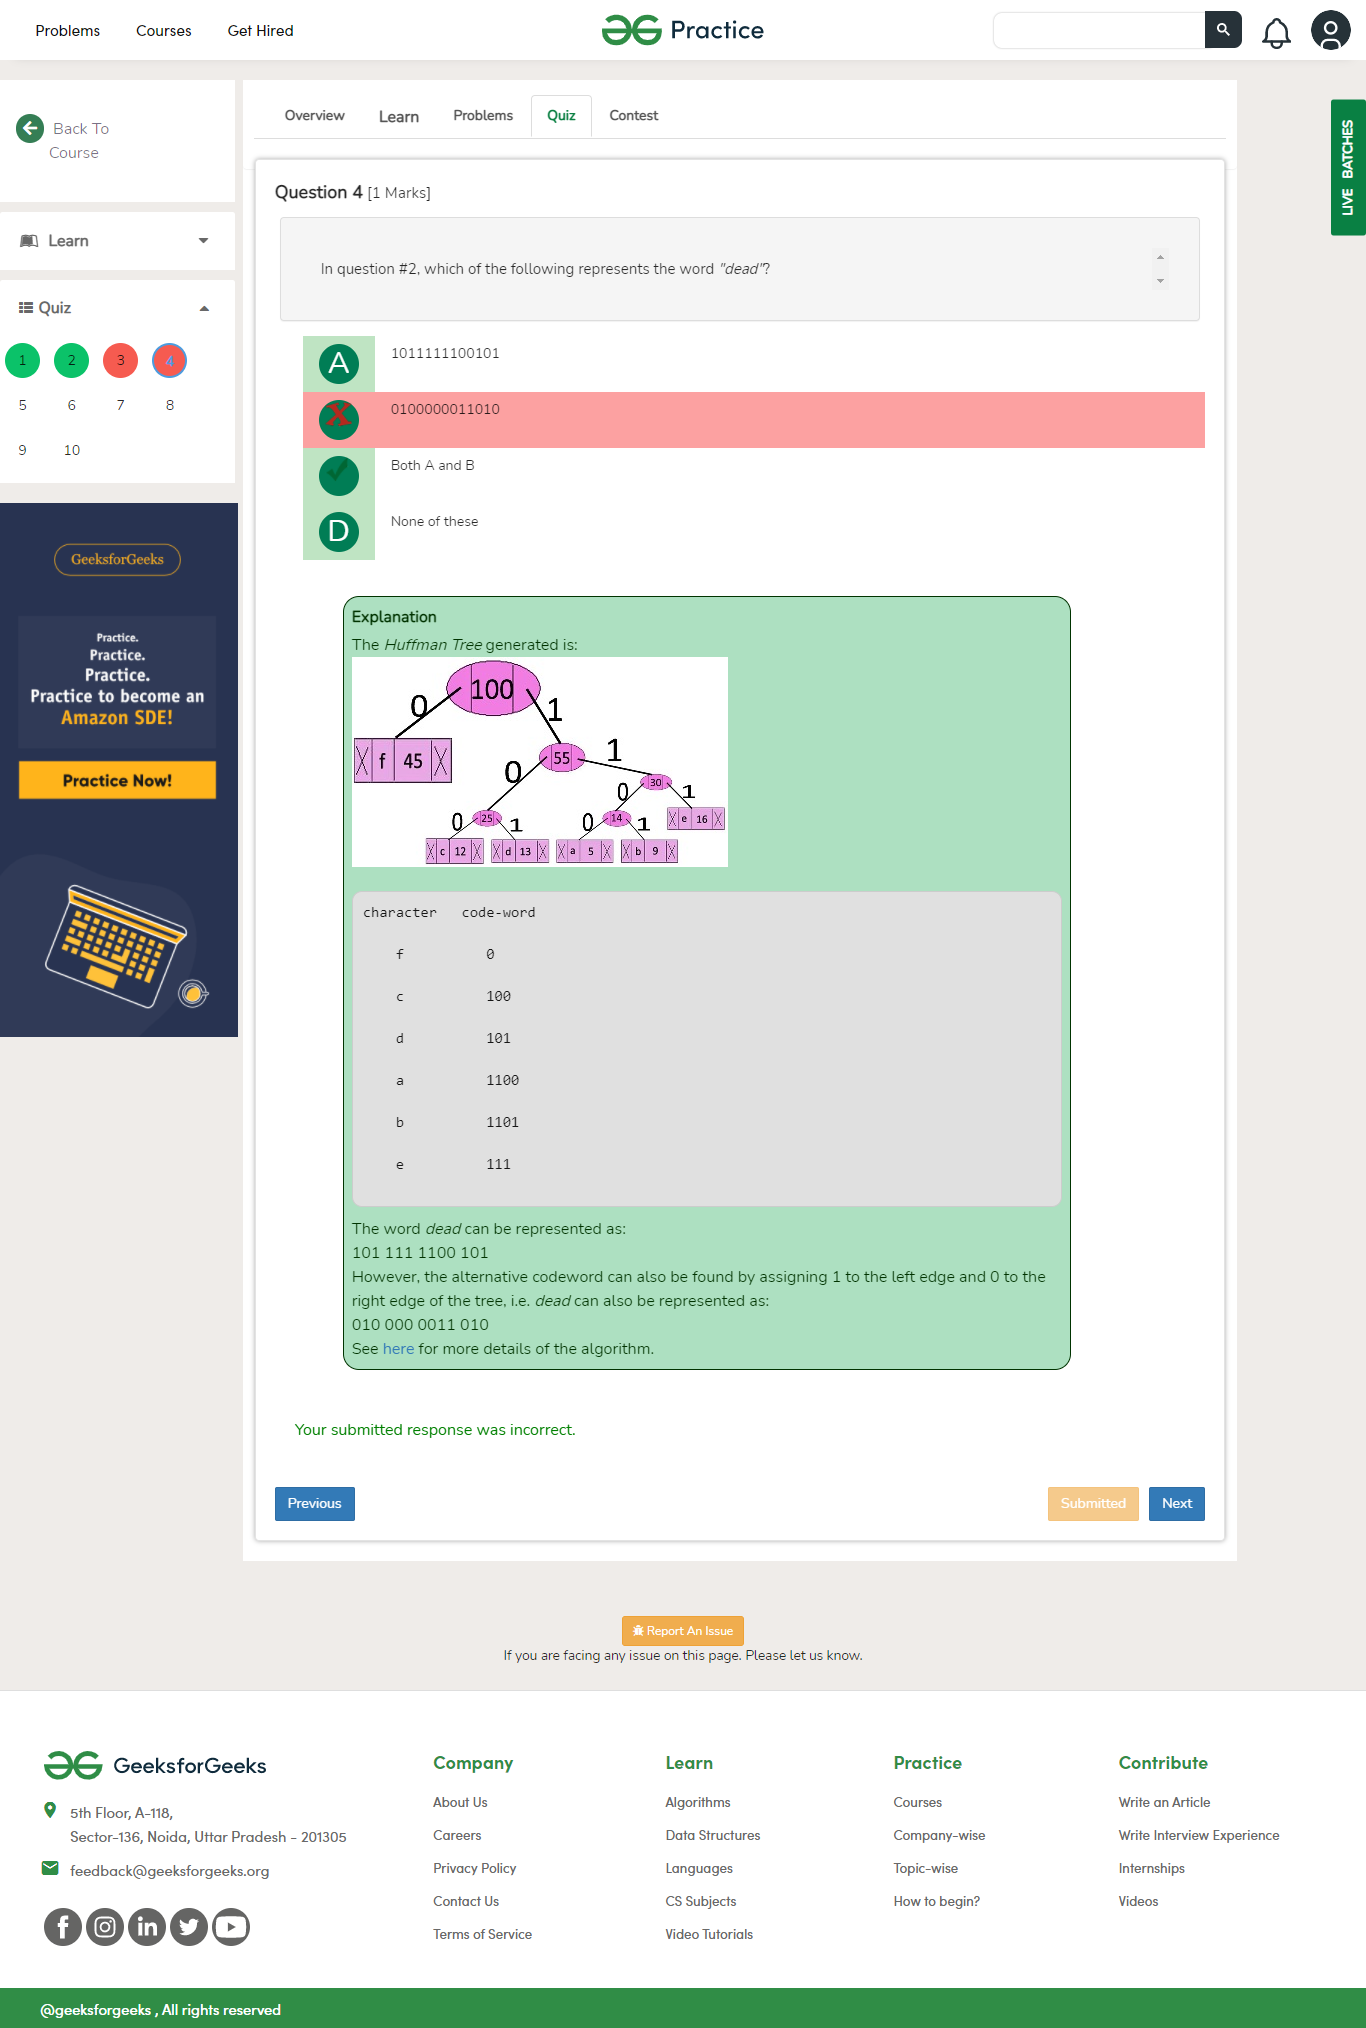 Problems Courses Get Hired
Practice
Back To
Course
Learn
Quiz
1 2 3 4
5 6 7 8
9 10
GeeksforGeeks
Practice.
Practice.
Practice.
Practice to become an
Amazon SDE!
Practice Now!
Overview Learn Problems Quiz Contest
LIVE BATCHES
Question 4 [1 Marks]
In question #2, which of the following represents the word "dead"?
A 1011111100101
X 0100000011010
Both A and B
D None of these
Explanation
The Huffman Tree generated is:
100
0 1
f 45
55
0 1
30
0 1
25
0 1
14
0 1
e 16
c 12 d 13 a 5 b 9
character code-word
f 0
c 100
d 101
a 1100
b 1101
e 111
The word dead can be represented as:
101 111 1100 101
However, the alternative codeword can also be found by assigning 1 to the left edge and 0 to the
right edge of the tree, i.e. dead can also be represented as:
010 000 0011 010
See here for more details of the algorithm.
Your submitted response was incorrect.
Previous Submitted Next
Report An Issue
If you are facing any issue on this page. Please let us know.
GeeksforGeeks
5th Floor, A-118,
Sector-136, Noida, Uttar Pradesh - 201305
feedback@geeksforgeeks.org
Company
About Us
Careers
Privacy Policy
Contact Us
Terms of Service
Learn
Algorithms
Data Structures
Languages
CS Subjects
Video Tutorials
Practice
Courses
Company-wise
Topic-wise
How to begin?
Contribute
Write an Article
Write Interview Experience
Internships
Videos
@geeksforgeeks , All rights reserved